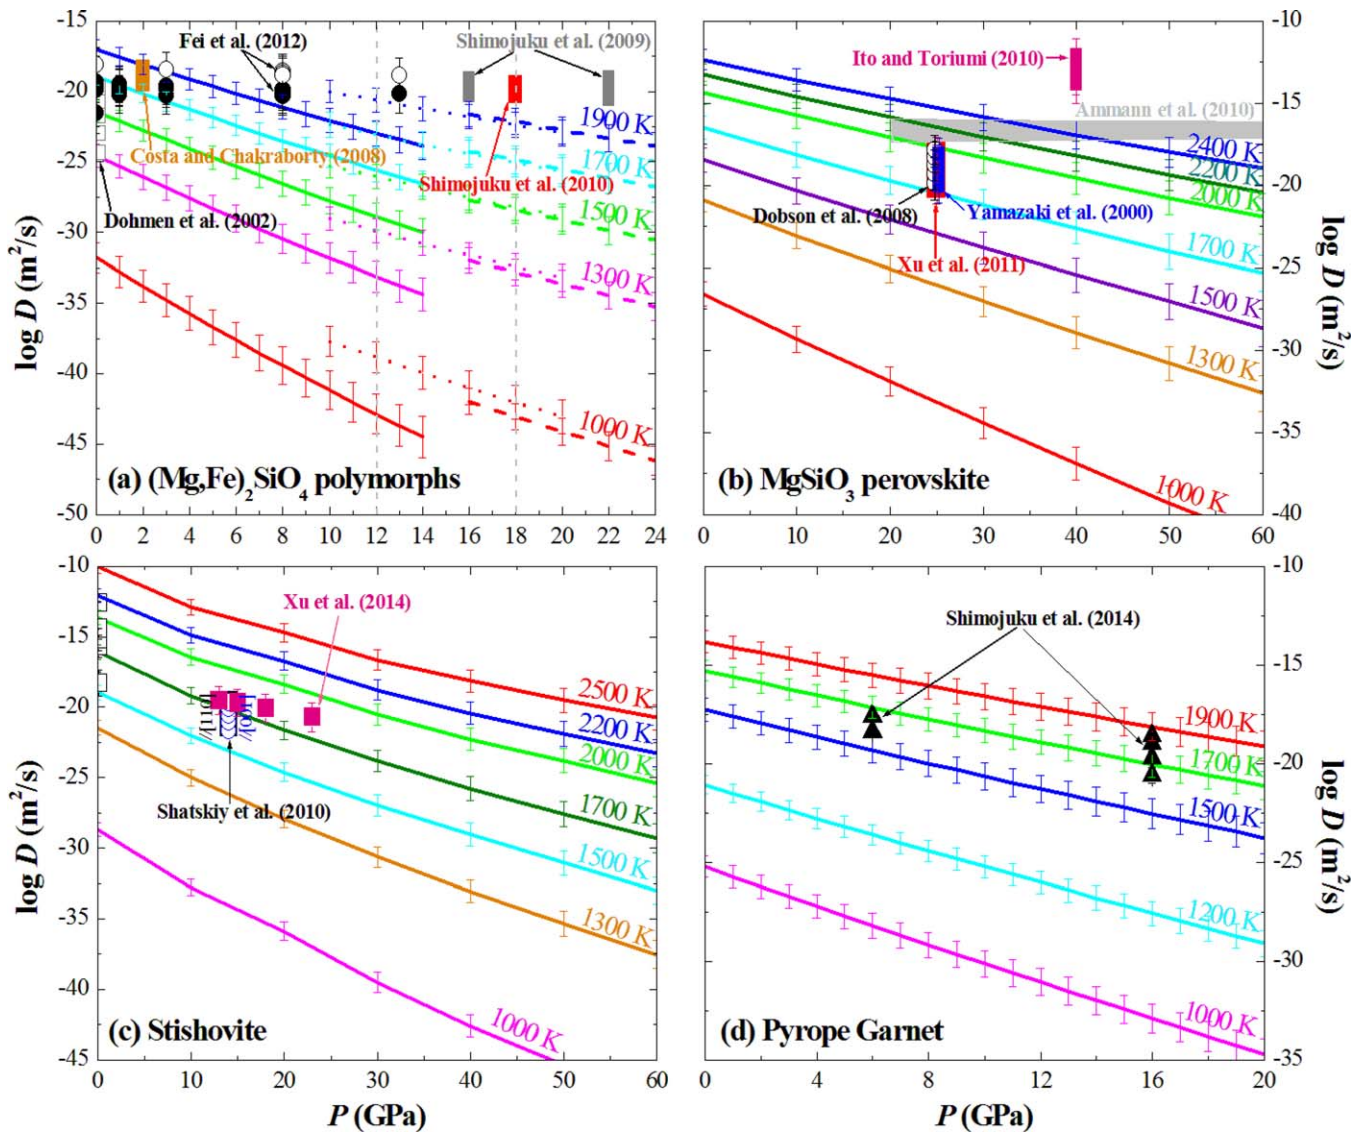 -15
-20
-25
-30
-35
-40
-45
-50
log D (m²/s)
Fei et al. (2012)
Shimojuku et al. (2009)
Costa and Chakraborty (2008)
Dohmen et al. (2002)
Shimojuku et al. (2010)
1900 K
1700 K
1500 K
1300 K
1000 K
(a) (Mg,Fe)₂SiO₄ polymorphs
0 2 4 6 8 10 12 14 16 18 20 22 24
-10
-15
-20
-25
-30
-35
-40
log D (m²/s)
Ito and Toriumi (2010)
Ammann et al. (2010)
Dobson et al. (2008)
Yamazaki et al. (2000)
Xu et al. (2011)
2400 K
2200 K
2000 K
1700 K
1500 K
1300 K
1000 K
(b) MgSiO₃ perovskite
0 10 20 30 40 50 60
-10
-15
-20
-25
-30
-35
-40
-45
log D (m²/s)
Xu et al. (2014)
Shatskiy et al. (2010)
2500 K
2200 K
2000 K
1700 K
1500 K
1300 K
1000 K
(c) Stishovite
0 10 20 30 40 50 60
P (GPa)
-10
-15
-20
-25
-30
-35
log D (m²/s)
Shimojuku et al. (2014)
1900 K
1700 K
1500 K
1200 K
1000 K
(d) Pyrope Garnet
0 4 8 12 16 20
P (GPa)